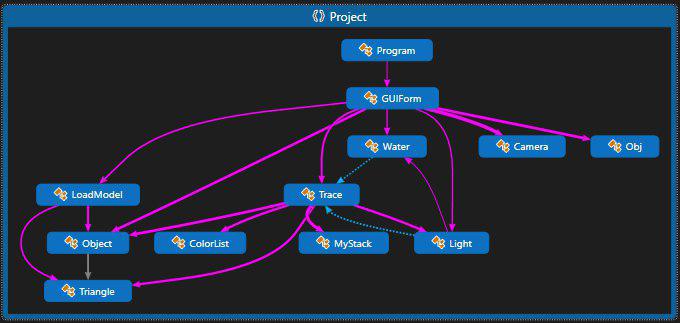 Project
Program
GUIForm
Water
Camera
Obj
LoadModel
Trace
Object
ColorList
MyStack
Light
Triangle